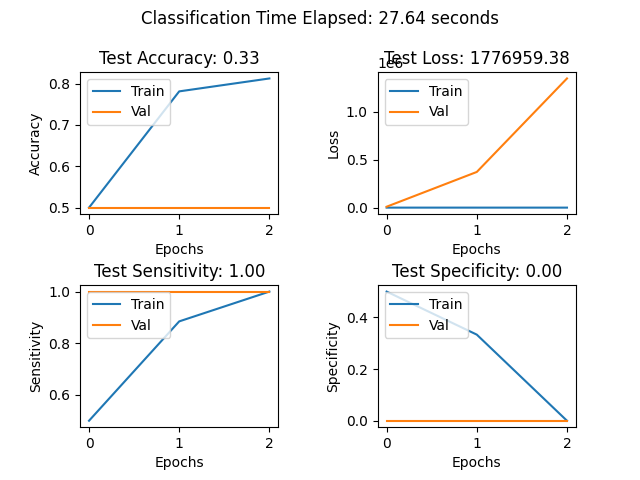 Classification Time Elapsed: 27.64 seconds
Test Accuracy: 0.33
Test Loss: 1776959.38
1e6
Train
Val
0.8
0.7
0.6
0.5
Accuracy
0 1 2
Epochs
Train
Val
1.0
0.5
0.0
Loss
0 1 2
Epochs
Test Sensitivity: 1.00
Test Specificity: 0.00
Train
Val
1.0
0.8
0.6
Sensitivity
0 1 2
Epochs
Train
Val
0.4
0.2
0.0
Specificity
0 1 2
Epochs